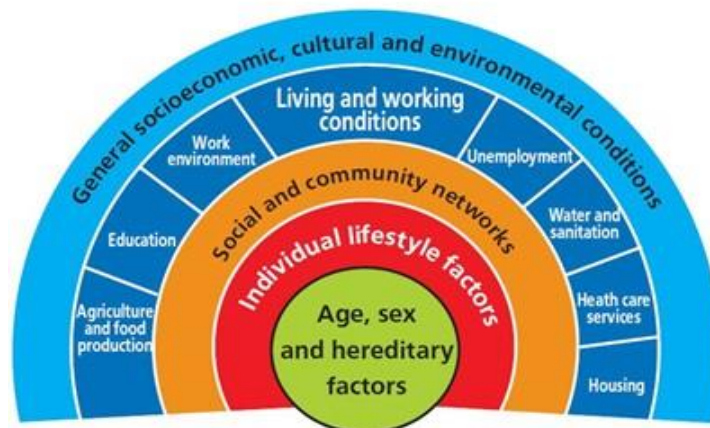 General socioeconomic, cultural and environmental conditions
Living and working
conditions
Work
environment
Unemployment
Education
Water and
sanitation
Agriculture
and food
production
Heath care
services
Housing
Social and community networks
Individual lifestyle factors
Age, sex
and hereditary
factors